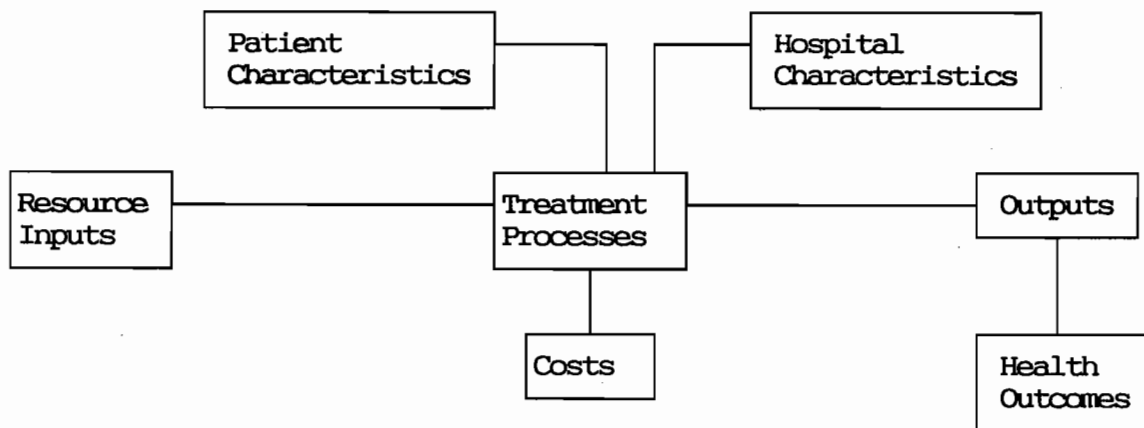 Patient
Characteristics
Hospital
Characteristics
Resource
Inputs
Treatment
Processes
Outputs
Costs
Health
Outcomes